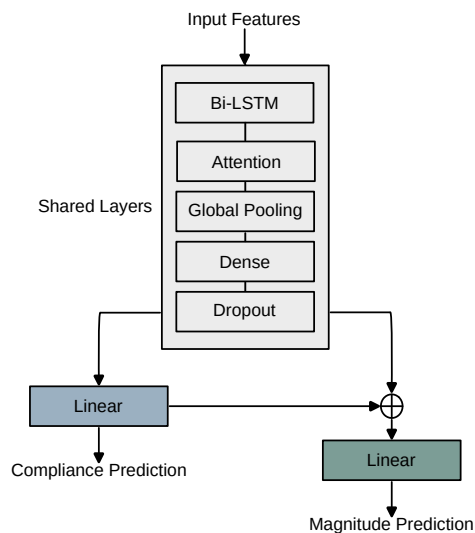 Input Features
Bi-LSTM
Attention
Shared Layers
Global Pooling
Dense
Dropout
Linear
Compliance Prediction
Linear
Magnitude Prediction